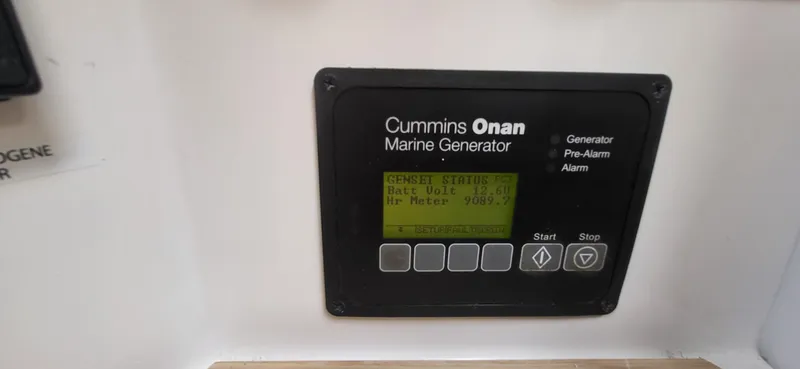 OGENE
R
Cummins Onan
Marine Generator
Generator
Pre-Alarm
Alarm
GENSET STATUS
Batt Volt 12.6V
Hr Meter 9089.7
Start
Stop